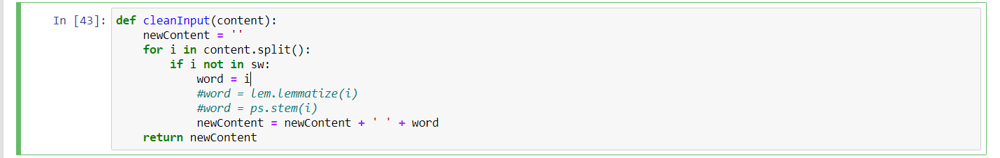 In [43]: def cleanInput(content):
    newContent = ''
    for i in content.split():
        if i not in sw:
            word = i
            #word = lem.lemmatize(i)
            #word = ps.stem(i)
            newContent = newContent + ' ' + word
    return newContent